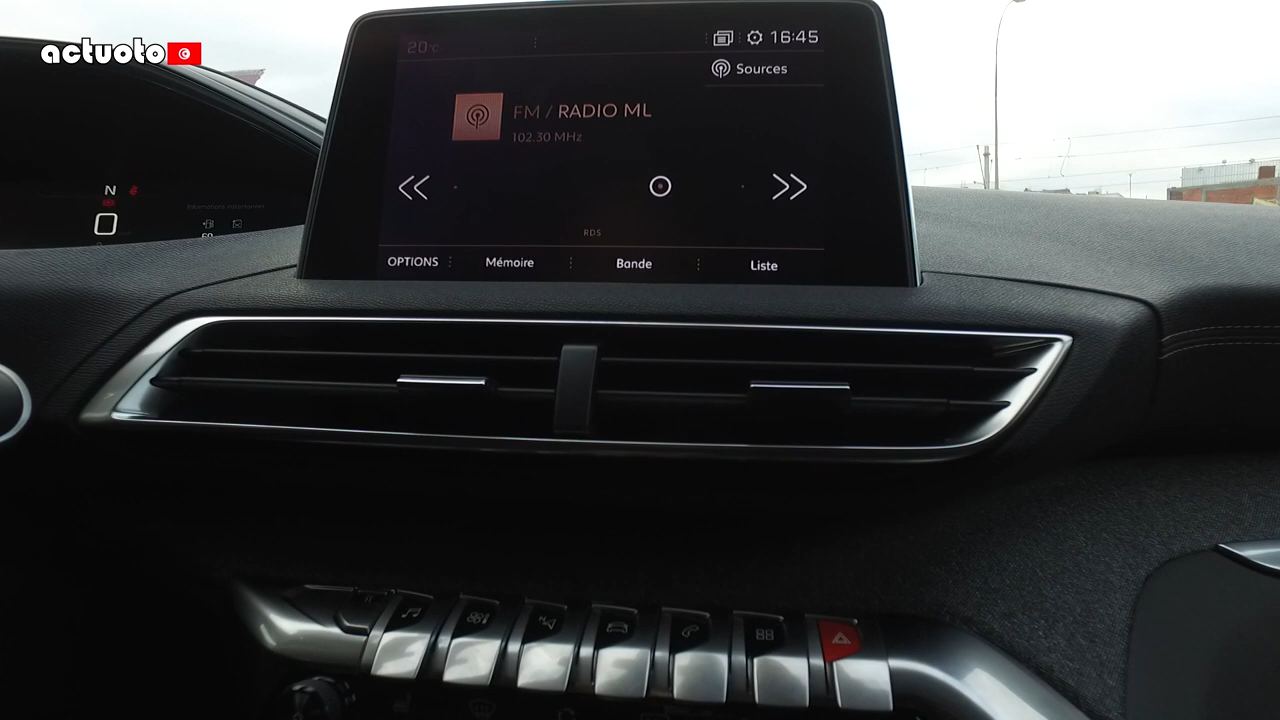 actuoto
20°C
16:45
Sources
FM / RADIO ML
102.30 MHz
RDS
OPTIONS
Mémoire
Bande
Liste
N
0